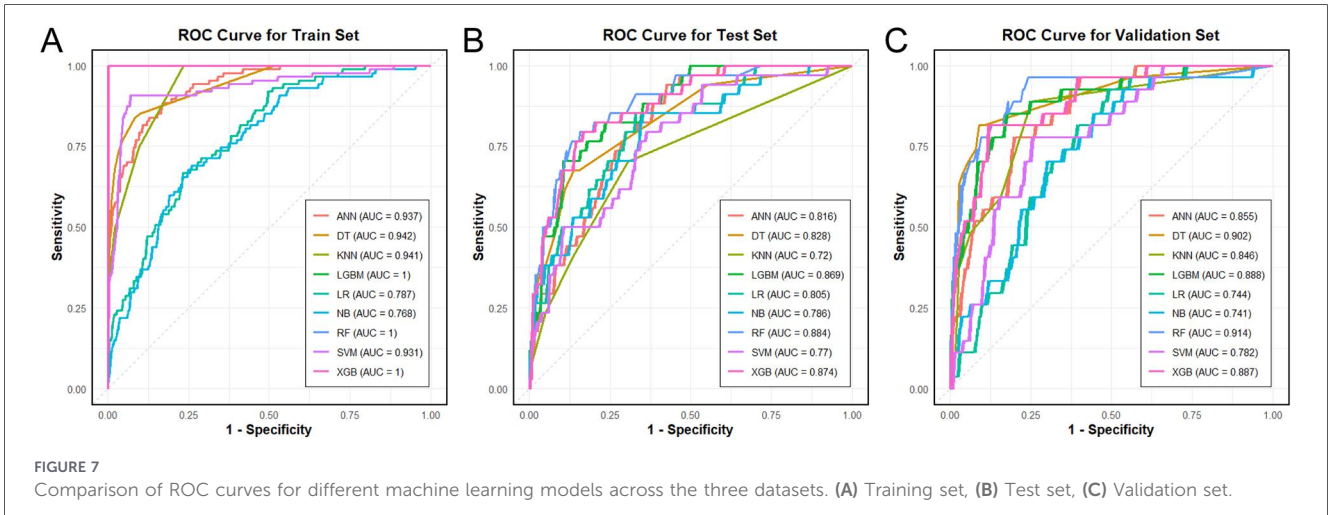 A
ROC Curve for Train Set
Sensitivity
1.00
0.75
0.50
0.25
0.00
ANN (AUC = 0.937)
DT (AUC = 0.942)
KNN (AUC = 0.941)
LGBM (AUC = 1)
LR (AUC = 0.787)
NB (AUC = 0.768)
RF (AUC = 1)
SVM (AUC = 0.931)
XGB (AUC = 1)
0.00 0.25 0.50 0.75 1.00
1 - Specificity
B
ROC Curve for Test Set
Sensitivity
1.00
0.75
0.50
0.25
0.00
ANN (AUC = 0.816)
DT (AUC = 0.828)
KNN (AUC = 0.72)
LGBM (AUC = 0.869)
LR (AUC = 0.805)
NB (AUC = 0.786)
RF (AUC = 0.884)
SVM (AUC = 0.77)
XGB (AUC = 0.874)
0.00 0.25 0.50 0.75 1.00
1 - Specificity
C
ROC Curve for Validation Set
Sensitivity
1.00
0.75
0.50
0.25
0.00
ANN (AUC = 0.855)
DT (AUC = 0.902)
KNN (AUC = 0.846)
LGBM (AUC = 0.888)
LR (AUC = 0.744)
NB (AUC = 0.741)
RF (AUC = 0.914)
SVM (AUC = 0.782)
XGB (AUC = 0.887)
0.00 0.25 0.50 0.75 1.00
1 - Specificity
FIGURE 7
Comparison of ROC curves for different machine learning models across the three datasets. (A) Training set, (B) Test set, (C) Validation set.